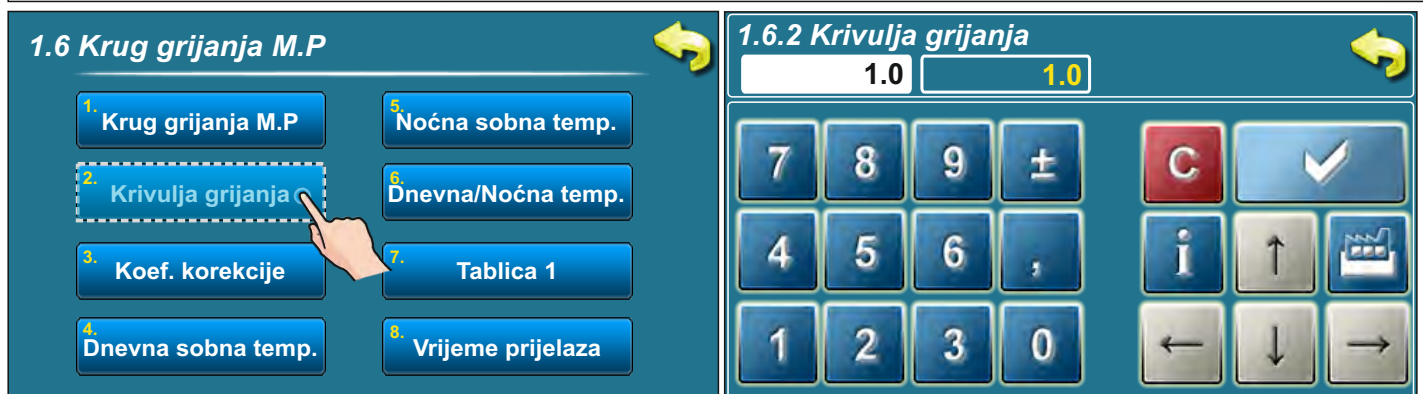 1.6 Krug grijanja M.P
1. Krug grijanja M.P
2. Krivulja grijanja
3. Koef. korekcije
4. Dnevna sobna temp.
5. Noćna sobna temp.
6. Dnevna/Noćna temp.
7. Tablica 1
8. Vrijeme prijelaza
1.6.2 Krivulja grijanja
1.0 1.0
7 8 9 ± C
4 5 6 , i ↑
1 2 3 0 ← ↓ →